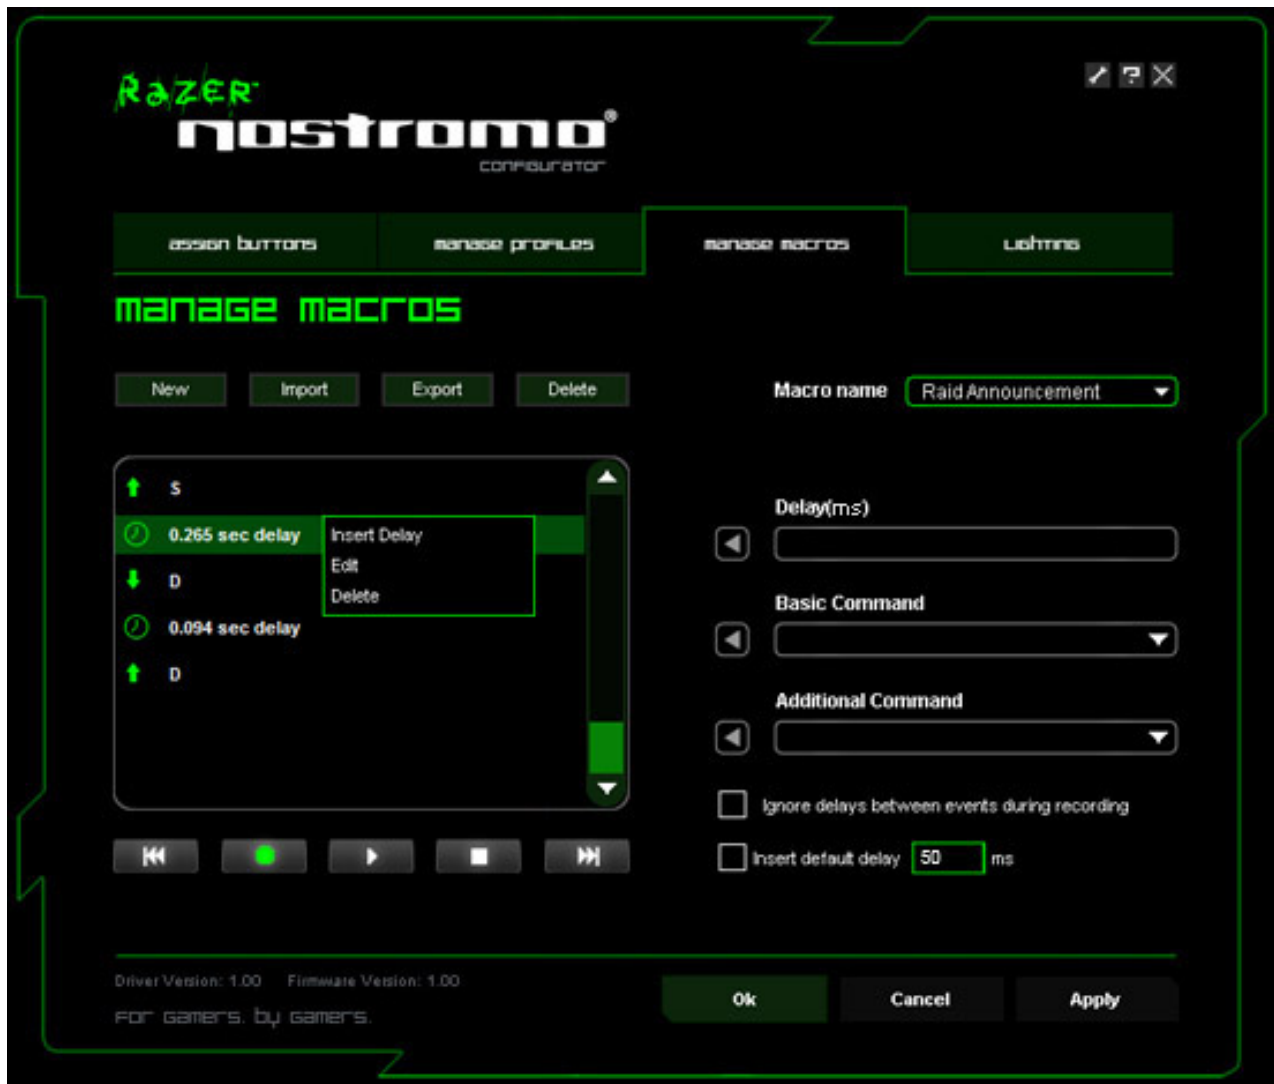 RAZER™
nostromo®
configurator
assign buttons manage profiles manage macros Lighting
manage macros
New Import Export Delete
Macro name Raid Announcement
S
0.265 sec delay
Insert Delay
Edit
Delete
D
0.094 sec delay
D
Delay(ms)
Basic Command
Additional Command
Ignore delays between events during recording
Insert default delay 50 ms
Driver Version: 1.00 Firmware Version: 1.00
For gamers. by gamers.
Ok Cancel Apply